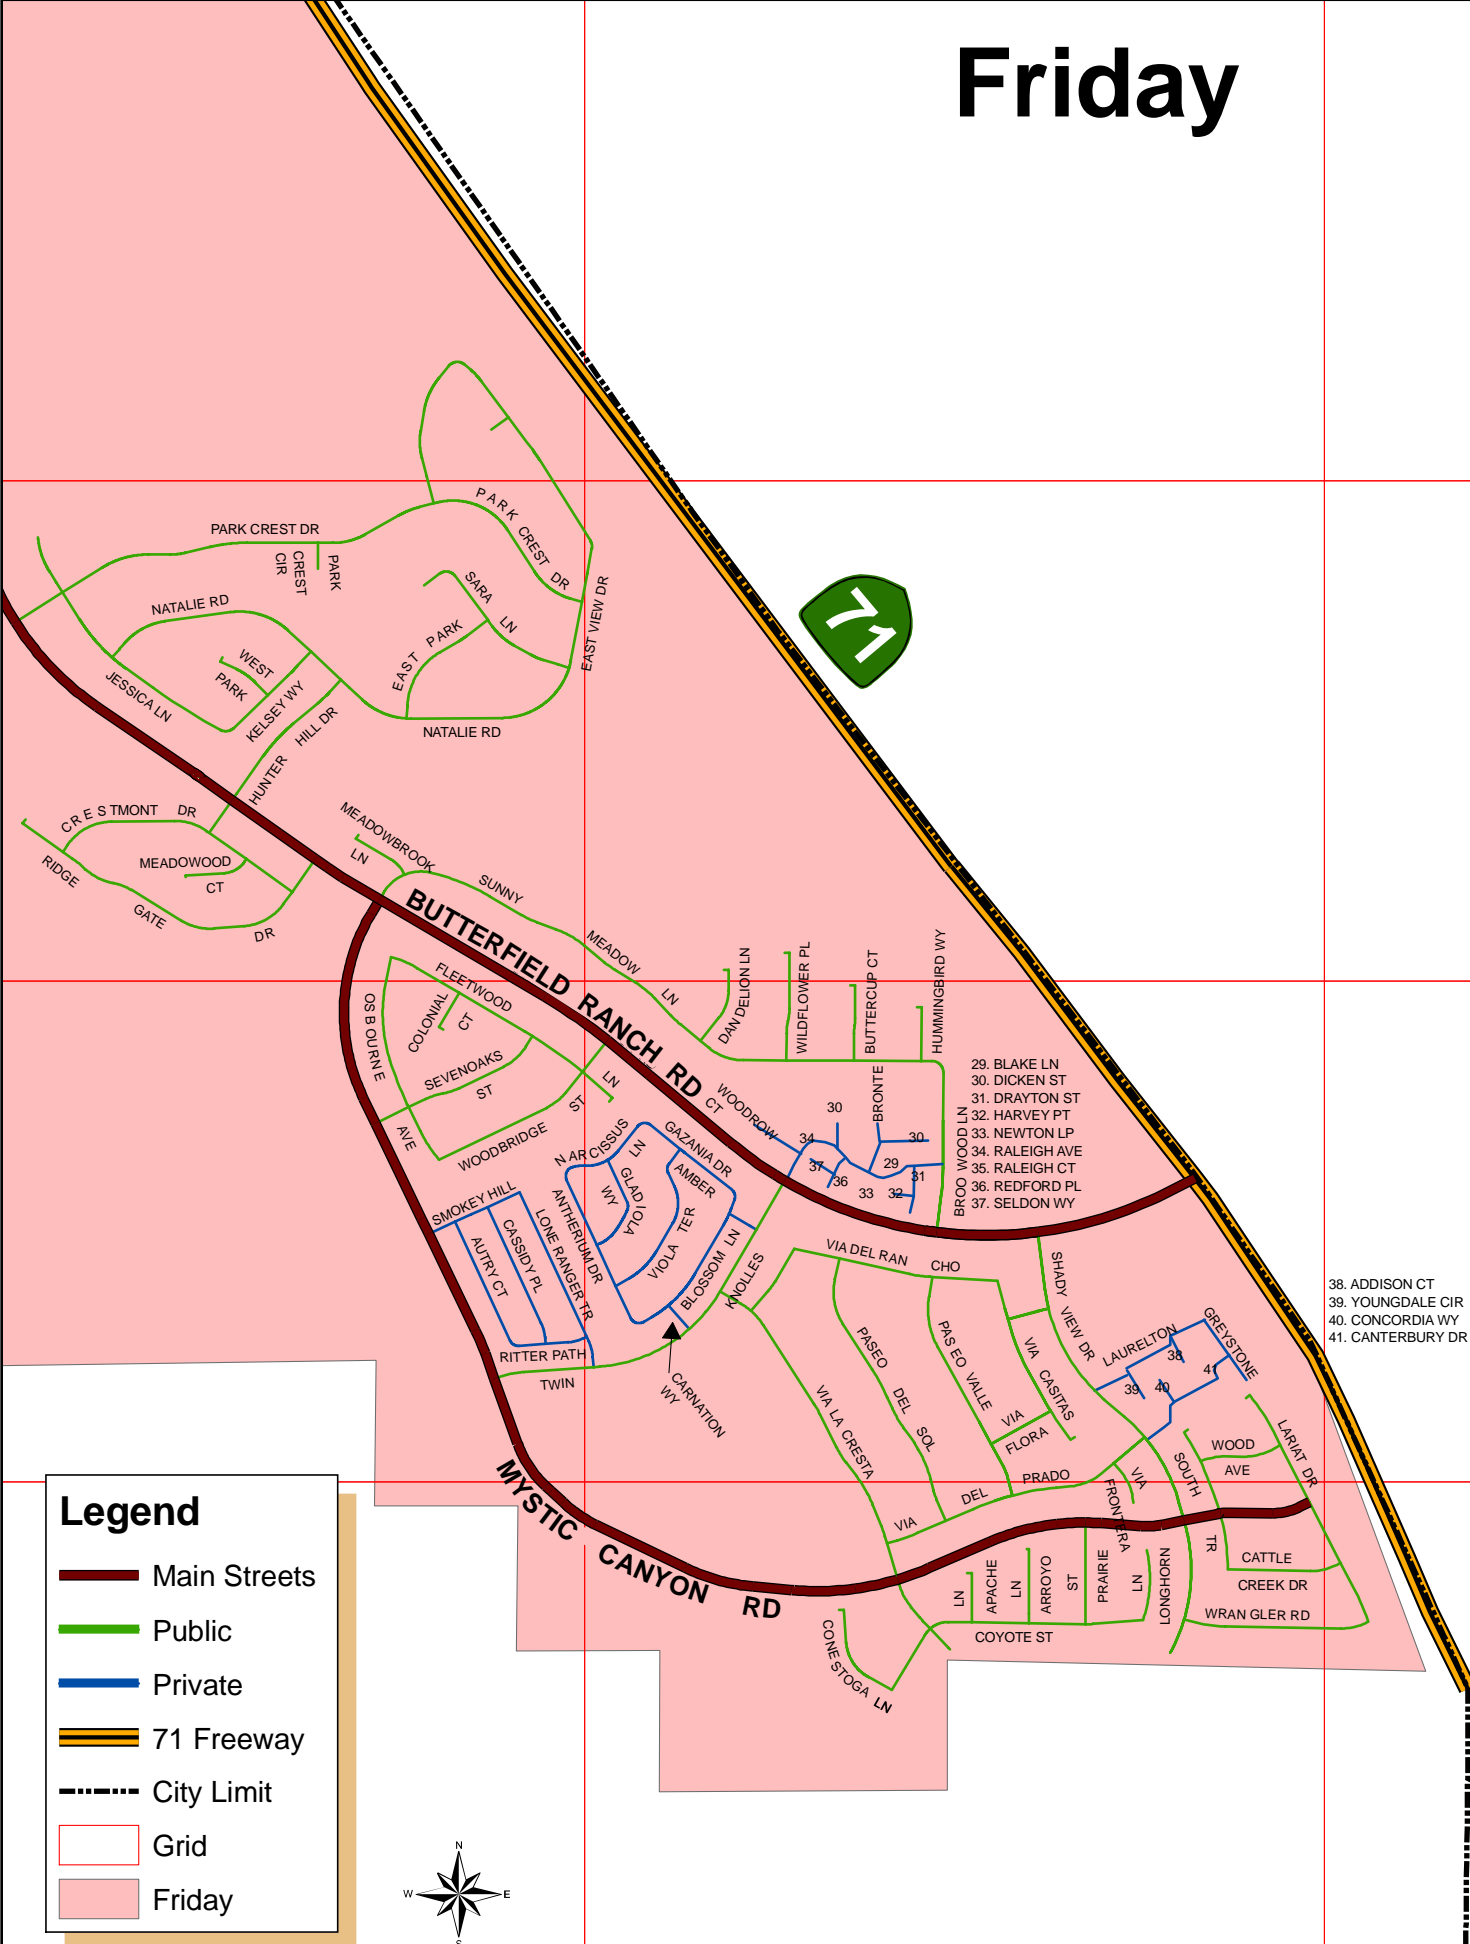 Friday
71
PARK CREST DR
PARK CREST DR
PARK
CREST
CIR
SARA LN
EAST VIEW DR
NATALIE RD
EAST PARK
WEST
PARK
JESSICA LN
KELSEY WY
HILL DR
HUNTER
NATALIE RD
CRESTMONT DR
MEADOWBROOK
LN
MEADOWOOD
CT
RIDGE
GATE
DR
SUNNY
MEADOW
LN
BUTTERFIELD RANCH RD
DANDELION LN
WILDFLOWER PL
BUTTERCUP CT
HUMMINGBIRD WY
FLEETWOOD
LN
COLONIAL
CT
OSBOURNE
AVE
SEVENOAKS
ST
WOODBRIDGE
ST
WOODROW
CT
BRONTE
BROOWOOD LN
30
34
30
37
29
36
31
33
32
29. BLAKE LN
30. DICKEN ST
31. DRAYTON ST
32. HARVEY PT
33. NEWTON LP
34. RALEIGH AVE
35. RALEIGH CT
36. REDFORD PL
37. SELDON WY
NARCISSUS
LN
GAZANIA DR
AMBER
GLADIOLA
WY
ANTHERIUM DR
VIOLA TER
BLOSSOM LN
SMOKEY HILL
AUTRY CT
CASSIDY PL
LONE RANGER TR
RITTER PATH
TWIN
KNOLLES
CARNATION
WY
VIA DEL RANCHO
SHADY VIEW DR
38. ADDISON CT
39. YOUNGDALE CIR
40. CONCORDIA WY
41. CANTERBURY DR
LAURELTON
GREYSTONE
38
39
40
41
PASEO DEL SOL
PASEO VALLE
VIA CASITAS
VIA
FLORA
VIA LA CRESTA
VIA DEL PRADO
VIA
FRONTERA
SOUTH
TR
WOOD
AVE
LARIAT DR
MYSTIC CANYON RD
LN
APACHE
LN
ARROYO
ST
PRAIRIE
LN
LONGHORN
CATTLE
CREEK DR
WRANGLER RD
COYOTE ST
CONESTOGA LN
Legend
Main Streets
Public
Private
71 Freeway
City Limit
Grid
Friday
N
W
E
S